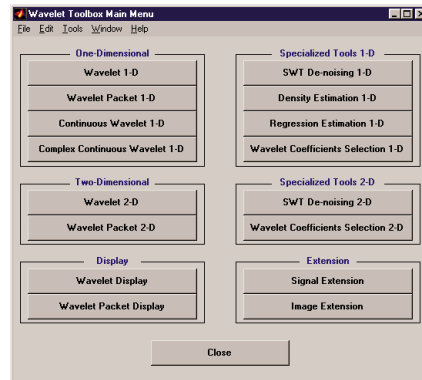 Wavelet Toolbox Main Menu
File Edit Tools Window Help
One-Dimensional
Wavelet 1-D
Wavelet Packet 1-D
Continuous Wavelet 1-D
Complex Continuous Wavelet 1-D
Specialized Tools 1-D
SWT De-noising 1-D
Density Estimation 1-D
Regression Estimation 1-D
Wavelet Coefficients Selection 1-D
Two-Dimensional
Wavelet 2-D
Wavelet Packet 2-D
Specialized Tools 2-D
SWT De-noising 2-D
Wavelet Coefficients Selection 2-D
Display
Wavelet Display
Wavelet Packet Display
Extension
Signal Extension
Image Extension
Close